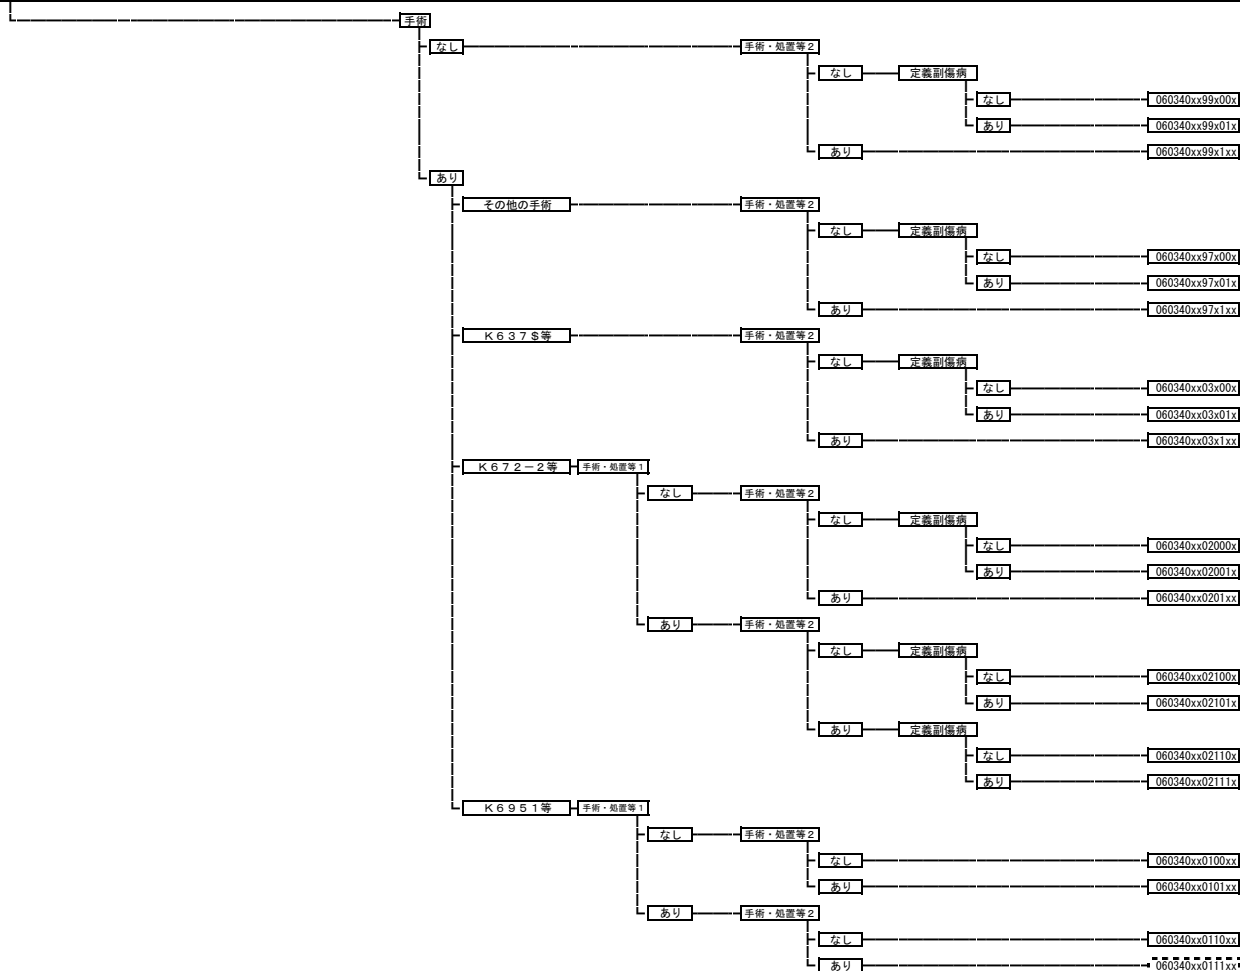 手術
なし 手術・処置等2
なし 定義副傷病
なし 060340xx99x00x
あり 060340xx99x01x
あり 060340xx99x1xx
あり
その他の手術 手術・処置等2
なし 定義副傷病
なし 060340xx97x00x
あり 060340xx97x01x
あり 060340xx97x1xx
K637$等 手術・処置等2
なし 定義副傷病
なし 060340xx03x00x
あり 060340xx03x01x
あり 060340xx03x1xx
K672-2等 手術・処置等1
なし 手術・処置等2
なし 定義副傷病
なし 060340xx02000x
あり 060340xx02001x
あり 060340xx0201xx
あり 手術・処置等2
なし 定義副傷病
なし 060340xx02100x
あり 060340xx02101x
あり 定義副傷病
なし 060340xx02110x
あり 060340xx02111x
K6951等 手術・処置等1
なし 手術・処置等2
なし 060340xx0100xx
あり 060340xx0101xx
あり 手術・処置等2
なし 060340xx0110xx
あり 060340xx0111xx